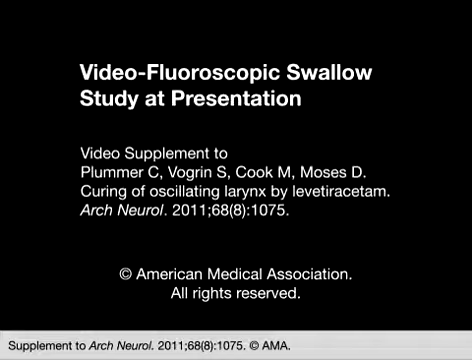 Video-Fluoroscopic Swallow
Study at Presentation
Video Supplement to
Plummer C, Vogrin S, Cook M, Moses D.
Curing of oscillating larynx by levetiracetam.
Arch Neurol. 2011;68(8):1075.
© American Medical Association.
All rights reserved.
Supplement to Arch Neurol. 2011;68(8):1075. © AMA.